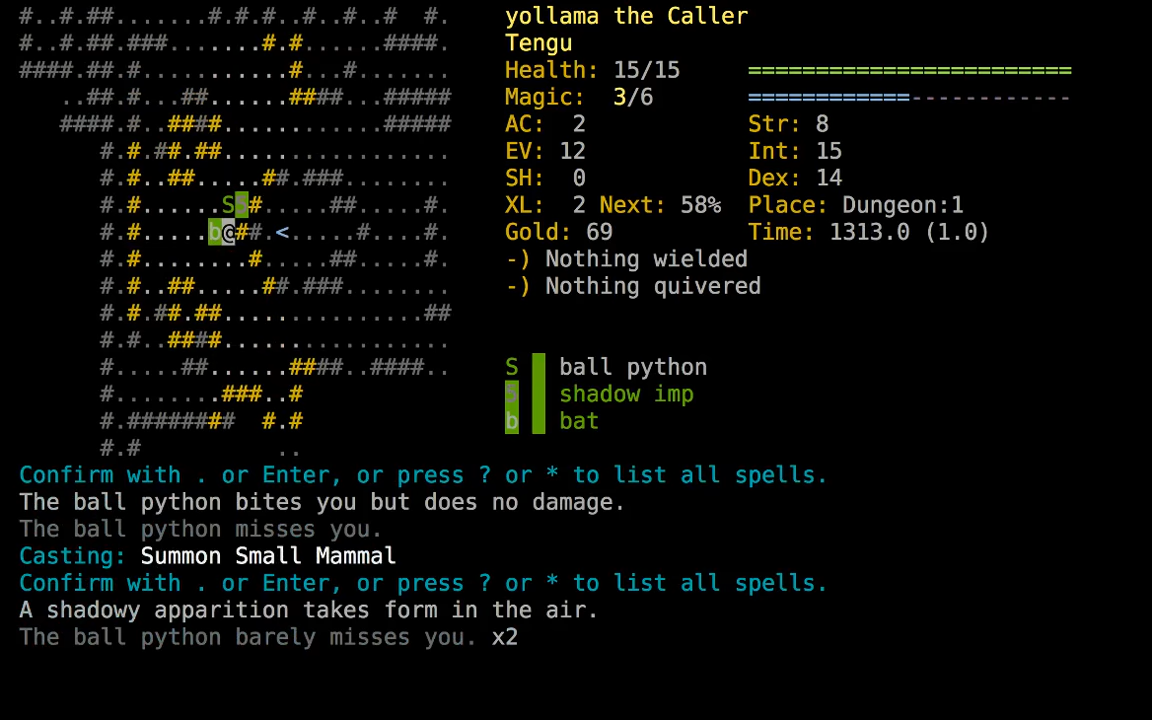 #..#.##.......#.#.#..#..#..#  #.
yollama the Caller
#..#.##.###.......#.#......####.
Tengu
####.##.#...........#...#.......
Health: 15/15 ========================
..##.#...##......####...#####
Magic: 3/6 ============------------
####.#..####............#####
AC: 2 Str: 8
#.#.##.##.................
EV: 12 Int: 15
#.#..##.....##.###........
SH: 0 Dex: 14
#.#......S5#.....##.....#.
XL: 2 Next: 58% Place: Dungeon:1
#.#.....b@##.<.....#....#.
Gold: 69 Time: 1313.0 (1.0)
#.#........#.....##.....#.
-) Nothing wielded
#.#..##.....##.###........
-) Nothing quivered
#.#.##.##...............##
#.#..####.................
S ball python
#.....##......####..####..
5 shadow imp
#........###..#
b bat
#.########  #.#
#.#          ..
Confirm with . or Enter, or press ? or * to list all spells.
The ball python bites you but does no damage.
The ball python misses you.
Casting: Summon Small Mammal
Confirm with . or Enter, or press ? or * to list all spells.
A shadowy apparition takes form in the air.
The ball python barely misses you. x2